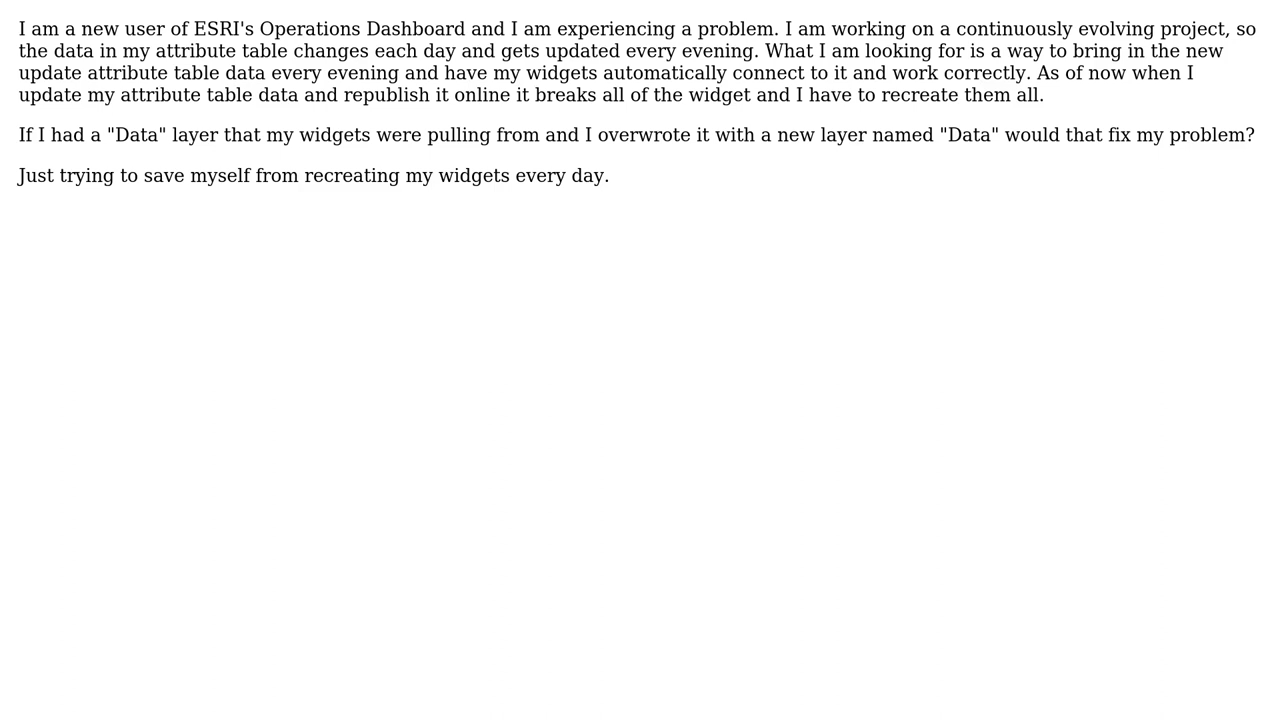 I am a new user of ESRI's Operations Dashboard and I am experiencing a problem. I am working on a continuously evolving project, so
the data in my attribute table changes each day and gets updated every evening. What I am looking for is a way to bring in the new
update attribute table data every evening and have my widgets automatically connect to it and work correctly. As of now when I
update my attribute table data and republish it online it breaks all of the widget and I have to recreate them all.
If I had a "Data" layer that my widgets were pulling from and I overwrote it with a new layer named "Data" would that fix my problem?
Just trying to save myself from recreating my widgets every day.